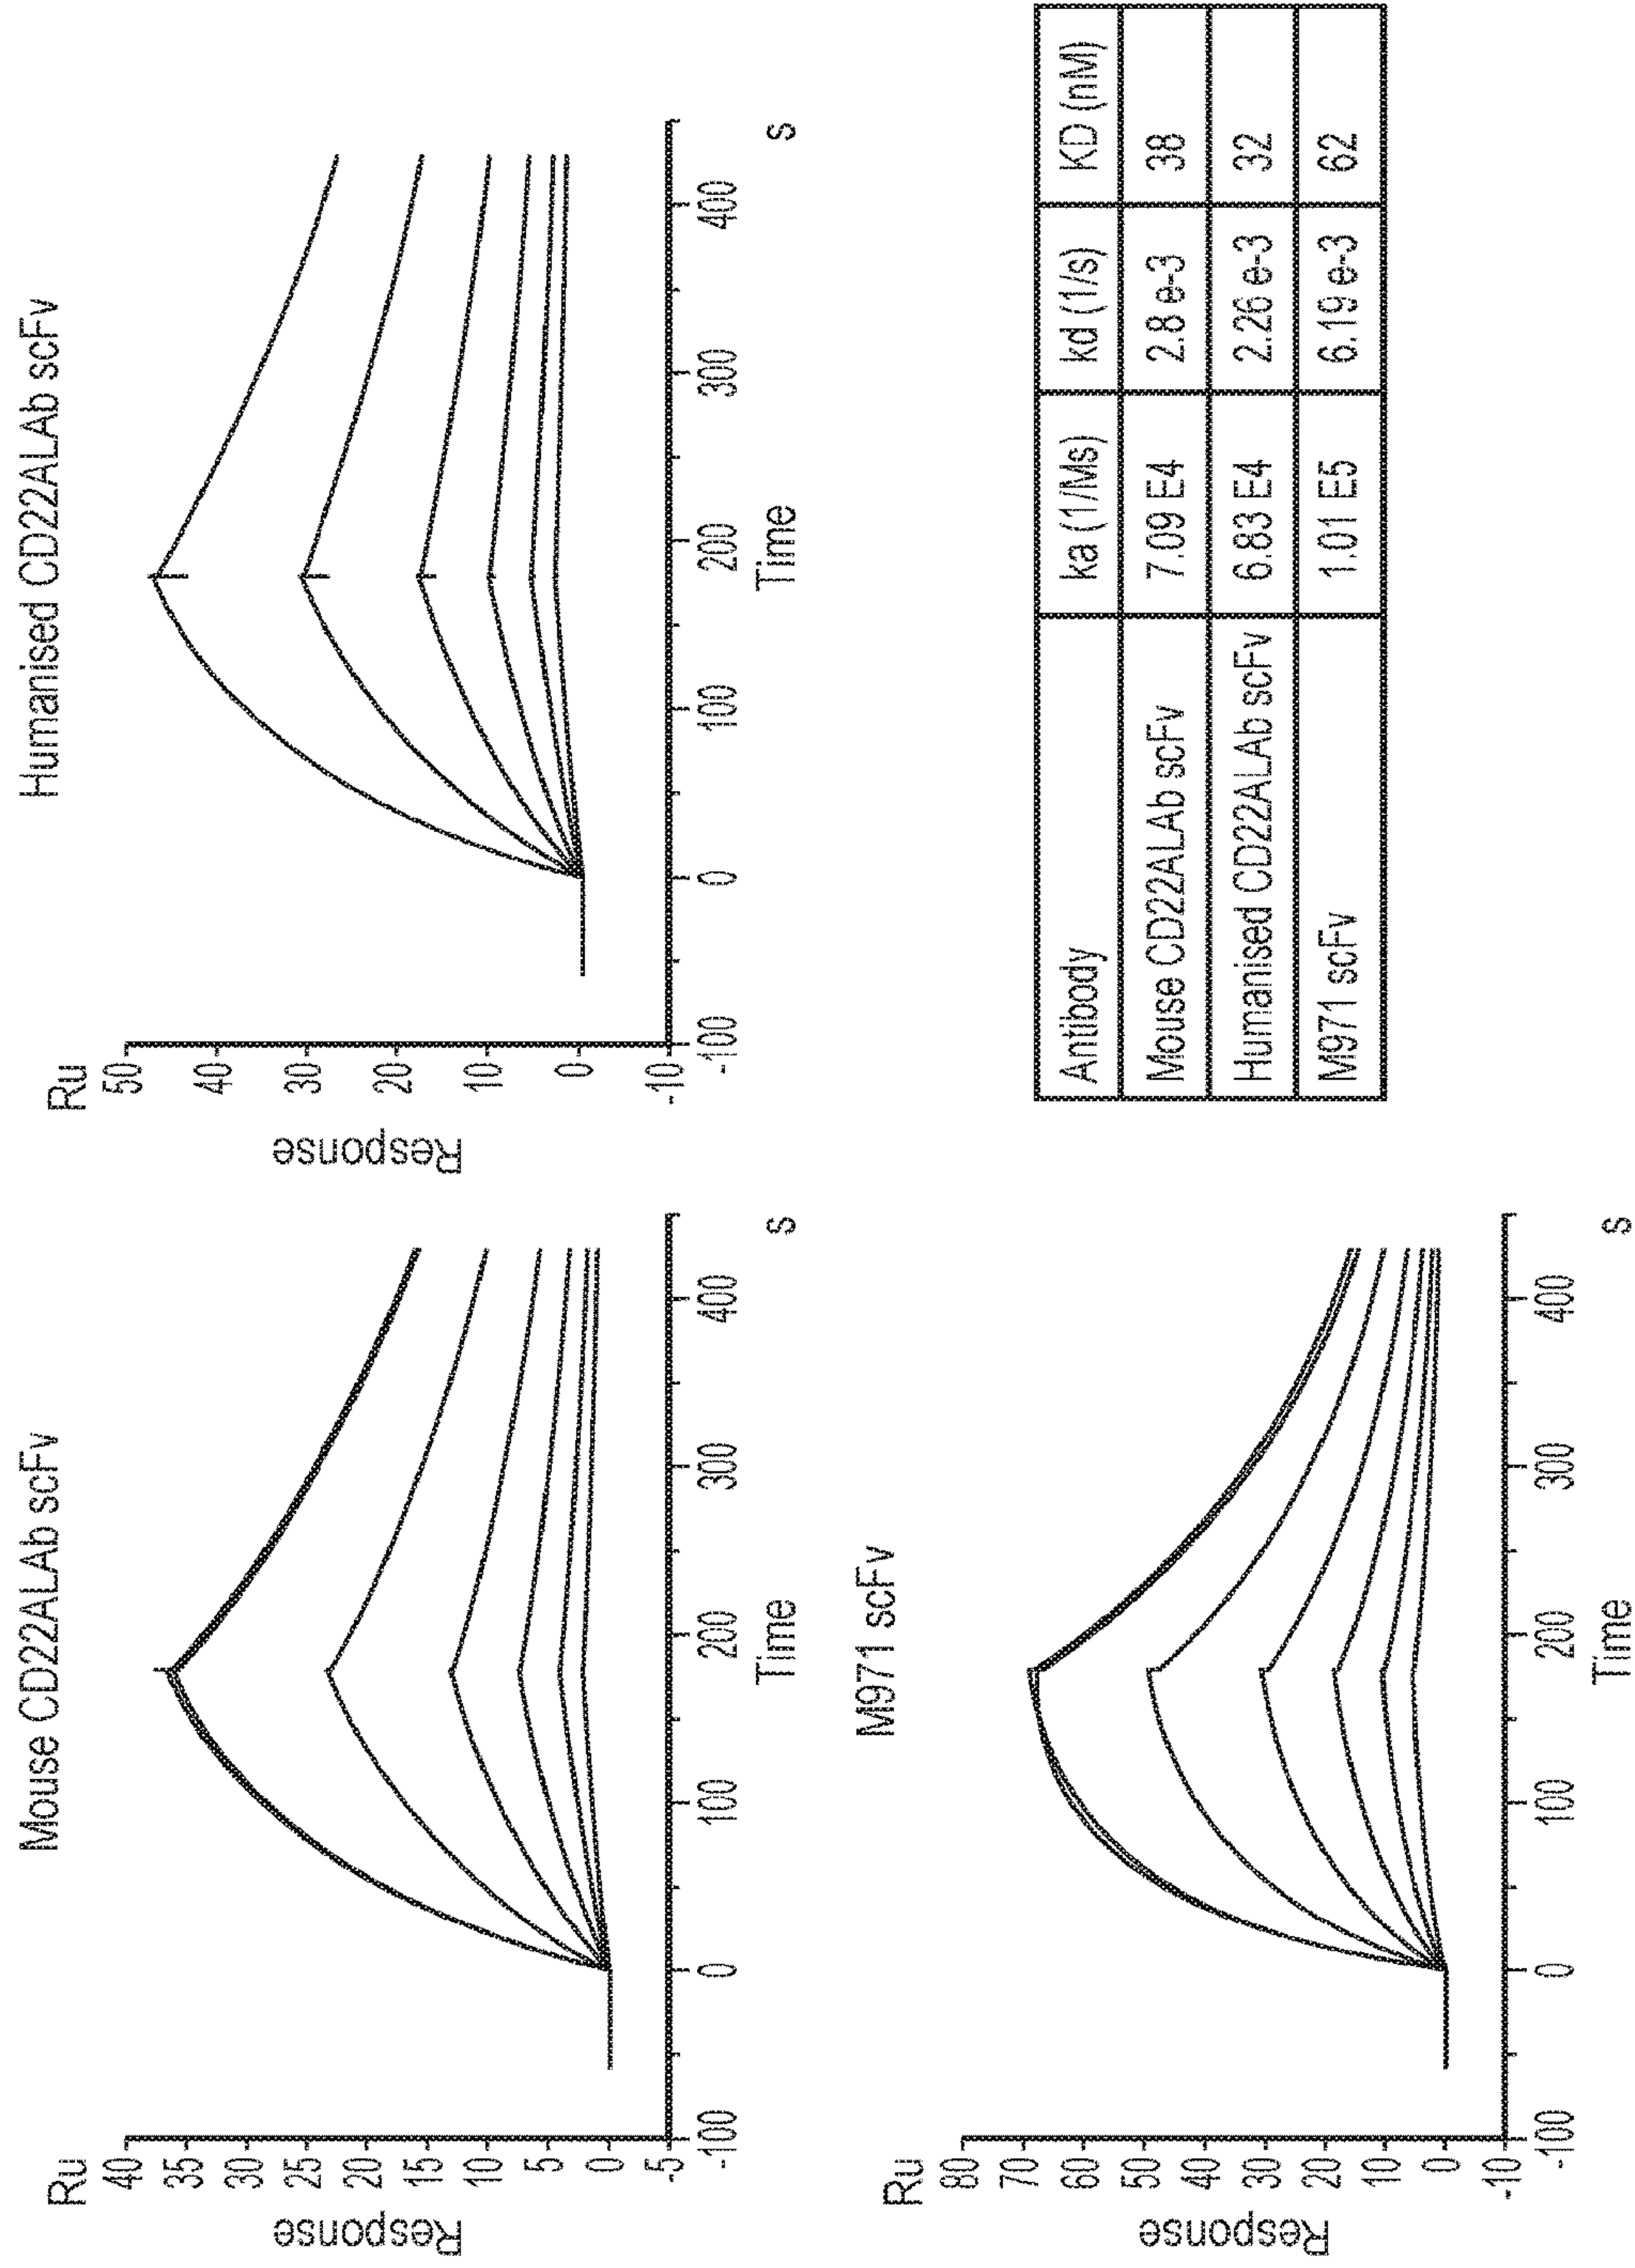 Mouse CD22ALAb scFv
Ru
40
35
30
25
20
15
10
5
0
-5
Response
-100
0
100
200
300
400
Time
s
Humanised CD22ALAb scFv
Ru
50
40
30
20
10
0
-10
Response
-100
0
100
200
300
400
Time
s
M971 scFv
Ru
80
70
60
50
40
30
20
10
0
-10
Response
-100
0
100
200
300
400
Time
s
Antibody ka (1/Ms) kd (1/s) KD (nM)
Mouse CD22ALAb scFv 7.09 E4 2.8 e-3 38
Humanised CD22ALAb scFv 6.83 E4 2.26 e-3 32
M971 scFv 1.01 E5 6.19 e-3 62